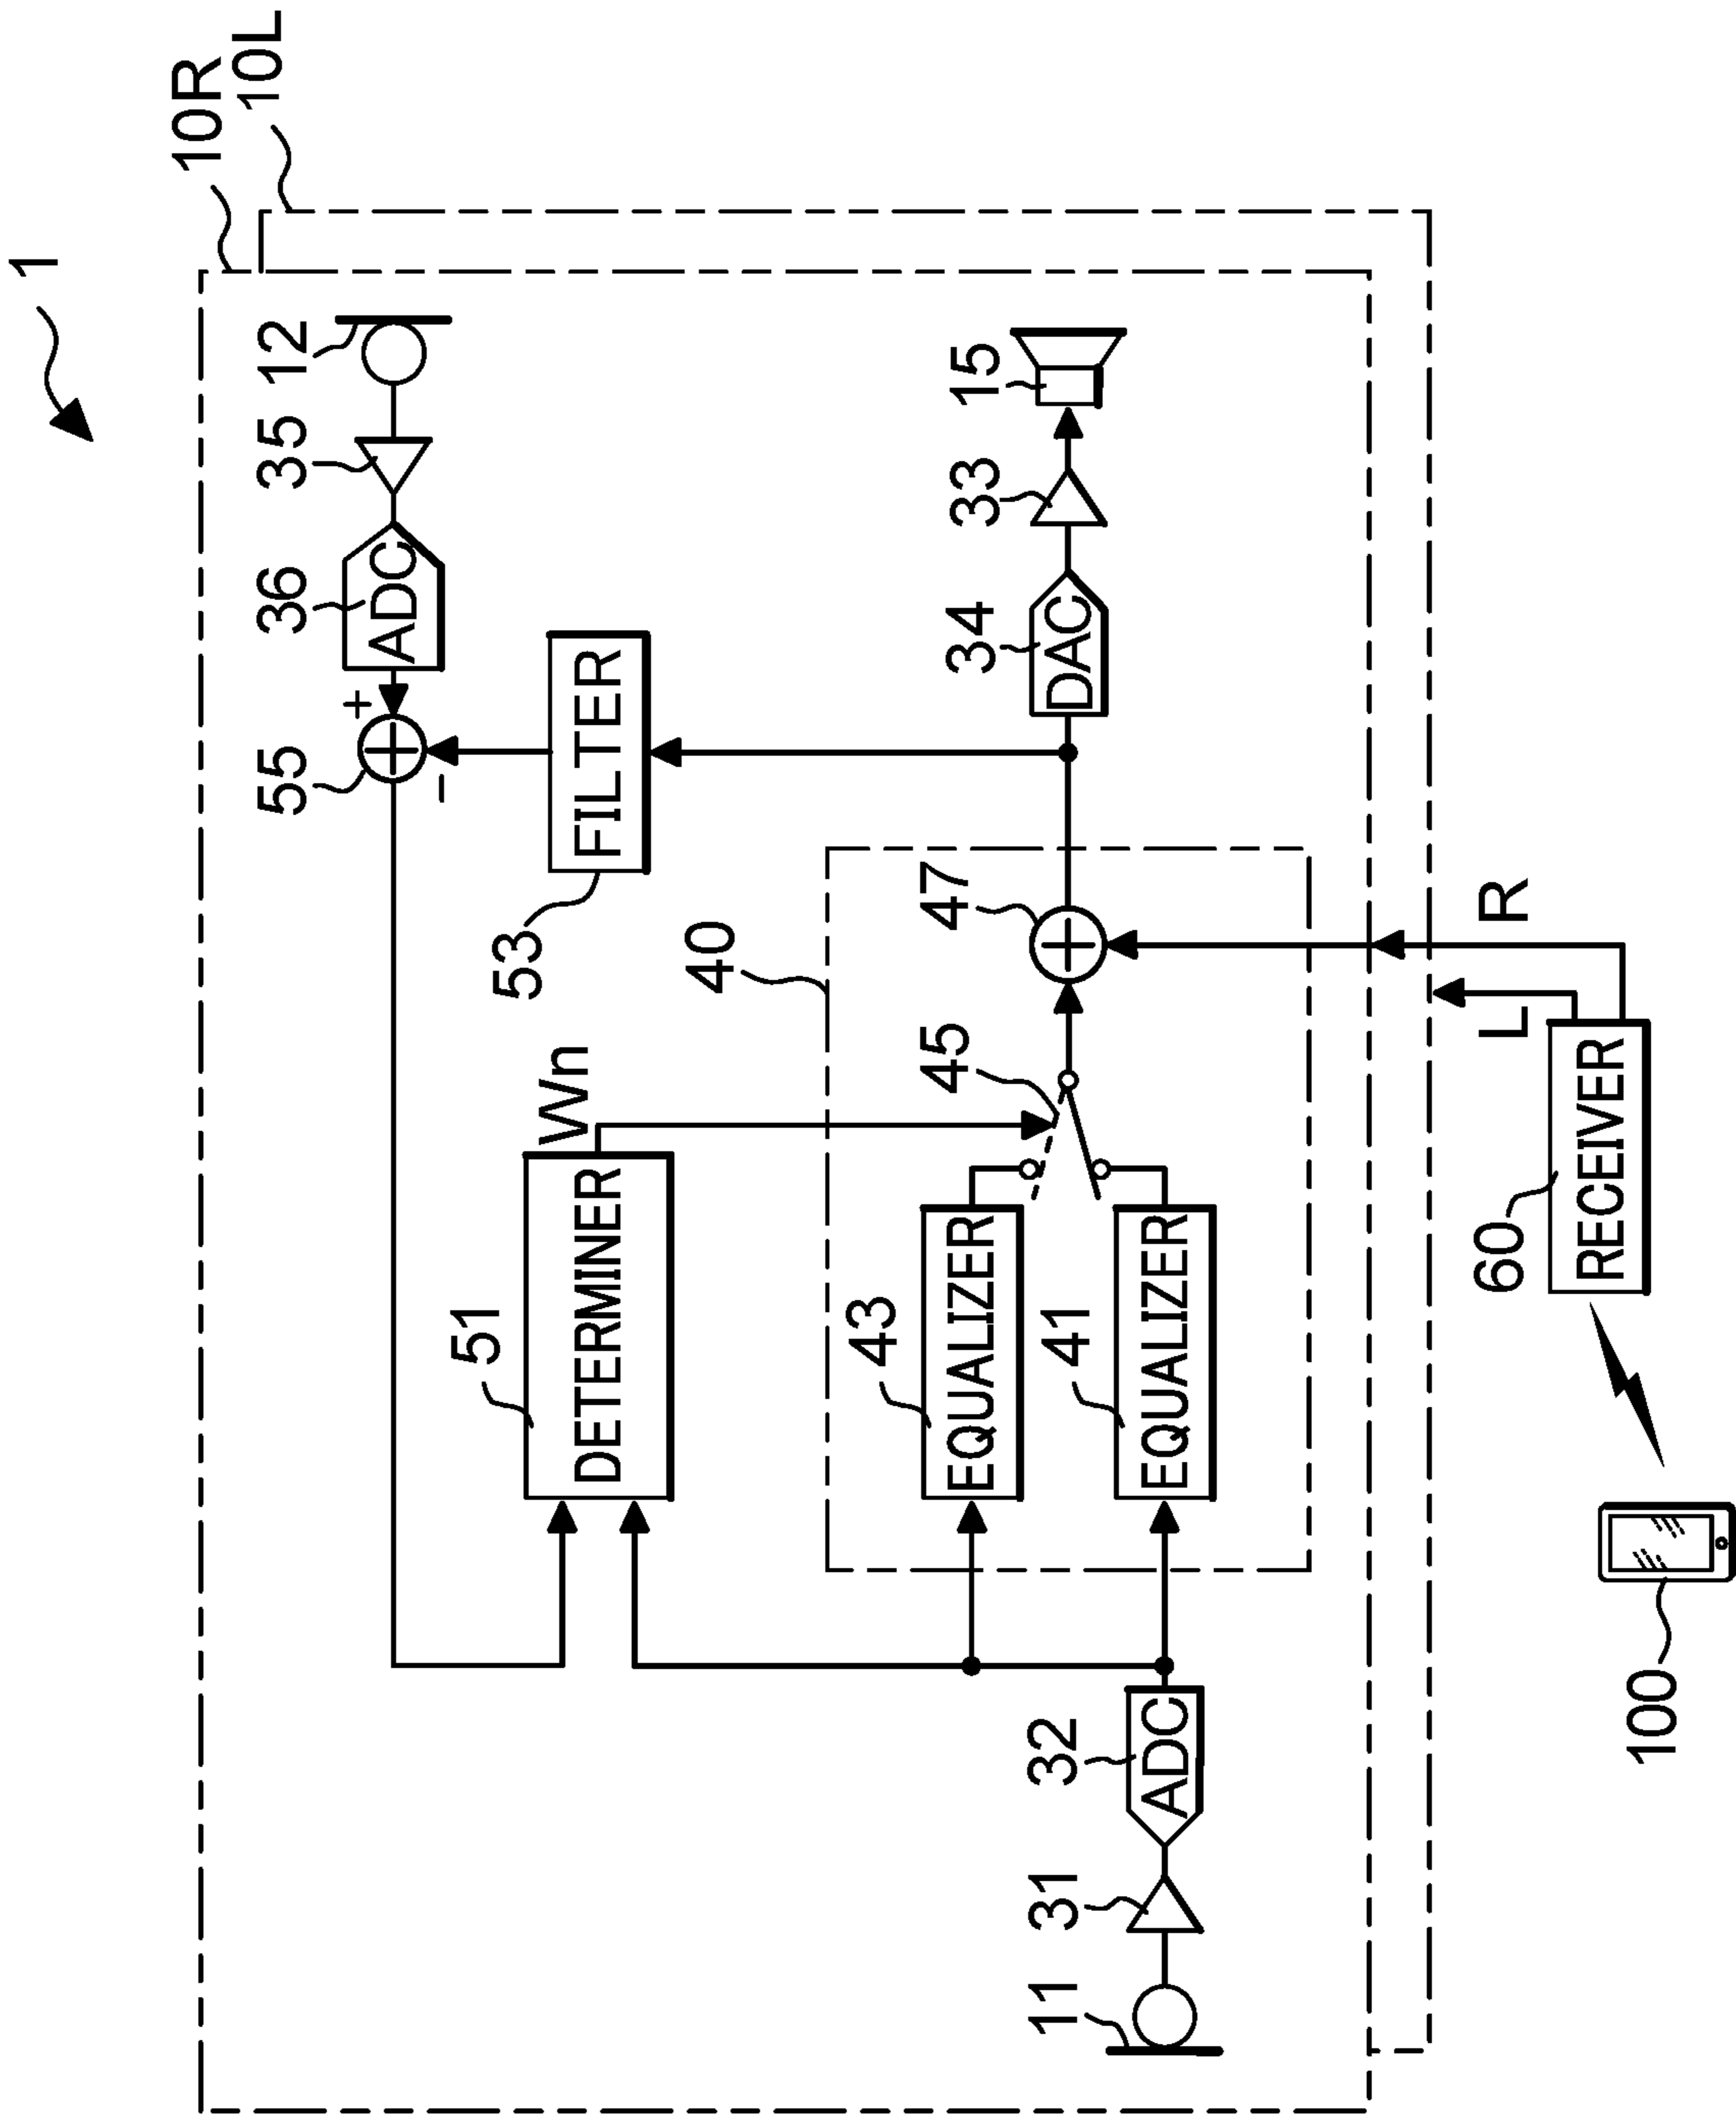 1
10R
10L
12
35
36
ADC
+
55
-
FILTER
53
15
33
34
DAC
Wn
51
DETERMINER
40
47
45
43
EQUALIZER
41
EQUALIZER
11
31
32
ADC
R
L
60
RECEIVER
100